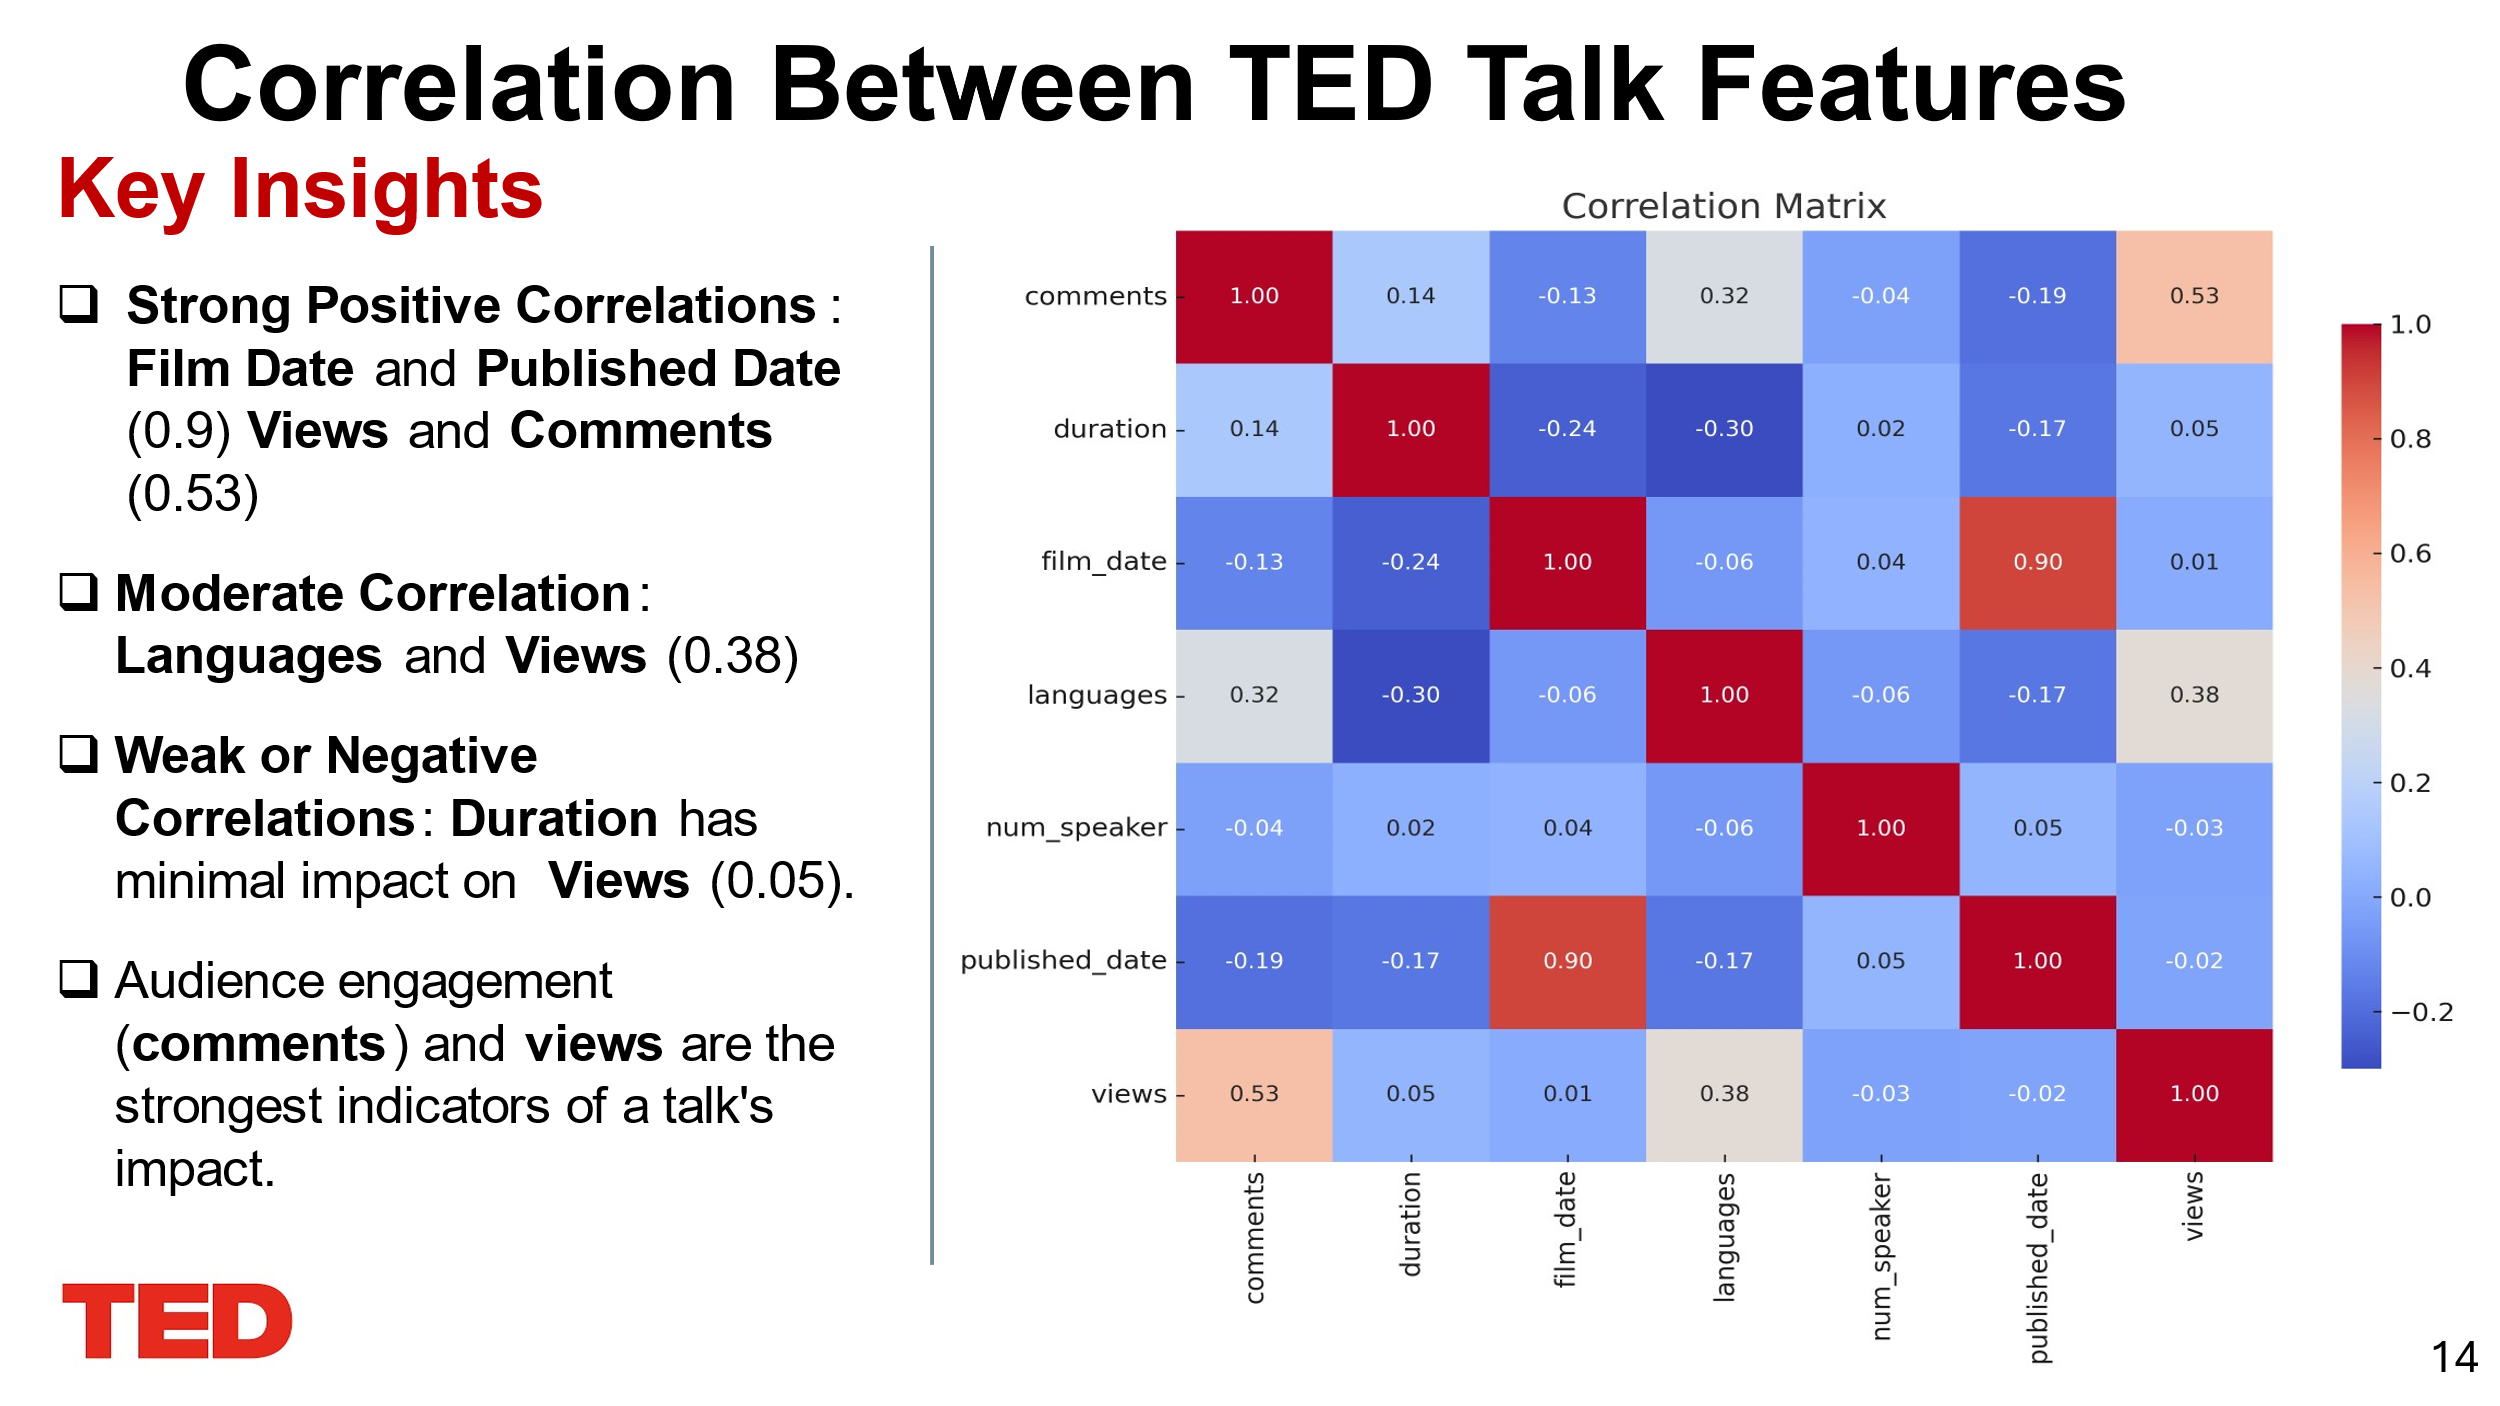 Correlation Between TED Talk Features
Key Insights
Strong Positive Correlations :
Film Date and Published Date
(0.9) Views and Comments
(0.53)
Moderate Correlation :
Languages and Views (0.38)
Weak or Negative
Correlations : Duration has
minimal impact on Views (0.05).
Audience engagement
(comments ) and views are the
strongest indicators of a talk's
impact.
TED
Correlation Matrix
comments 1.00 0.14 -0.13 0.32 -0.04 -0.19 0.53
duration 0.14 1.00 -0.24 -0.30 0.02 -0.17 0.05
film_date -0.13 -0.24 1.00 -0.06 0.04 0.90 0.01
languages 0.32 -0.30 -0.06 1.00 -0.06 -0.17 0.38
num_speaker -0.04 0.02 0.04 -0.06 1.00 0.05 -0.03
published_date -0.19 -0.17 0.90 -0.17 0.05 1.00 -0.02
views 0.53 0.05 0.01 0.38 -0.03 -0.02 1.00
comments duration film_date languages num_speaker published_date views
1.0
0.8
0.6
0.4
0.2
0.0
−0.2
14